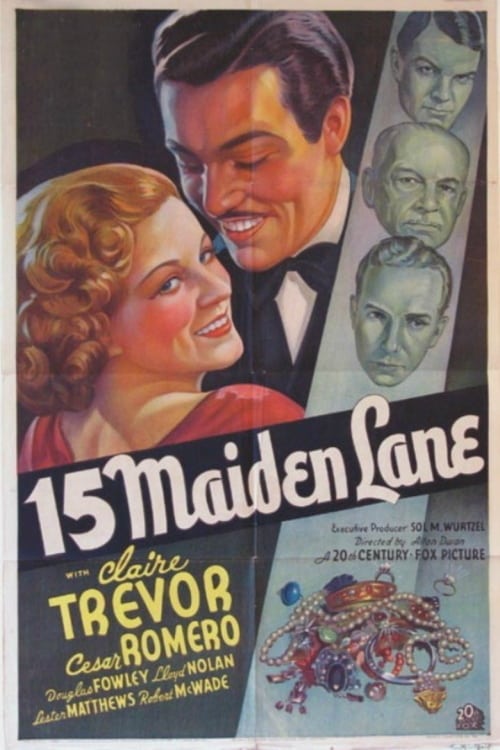 15 Maiden Lane
Executive Producer SOL M. WURTZEL
Directed by Allan Dwan
A 20th CENTURY-FOX PICTURE
WITH Claire
TREVOR
Cesar
ROMERO
Douglas FOWLEY Lloyd NOLAN
Lester MATTHEWS Robert McWADE
20th
FOX